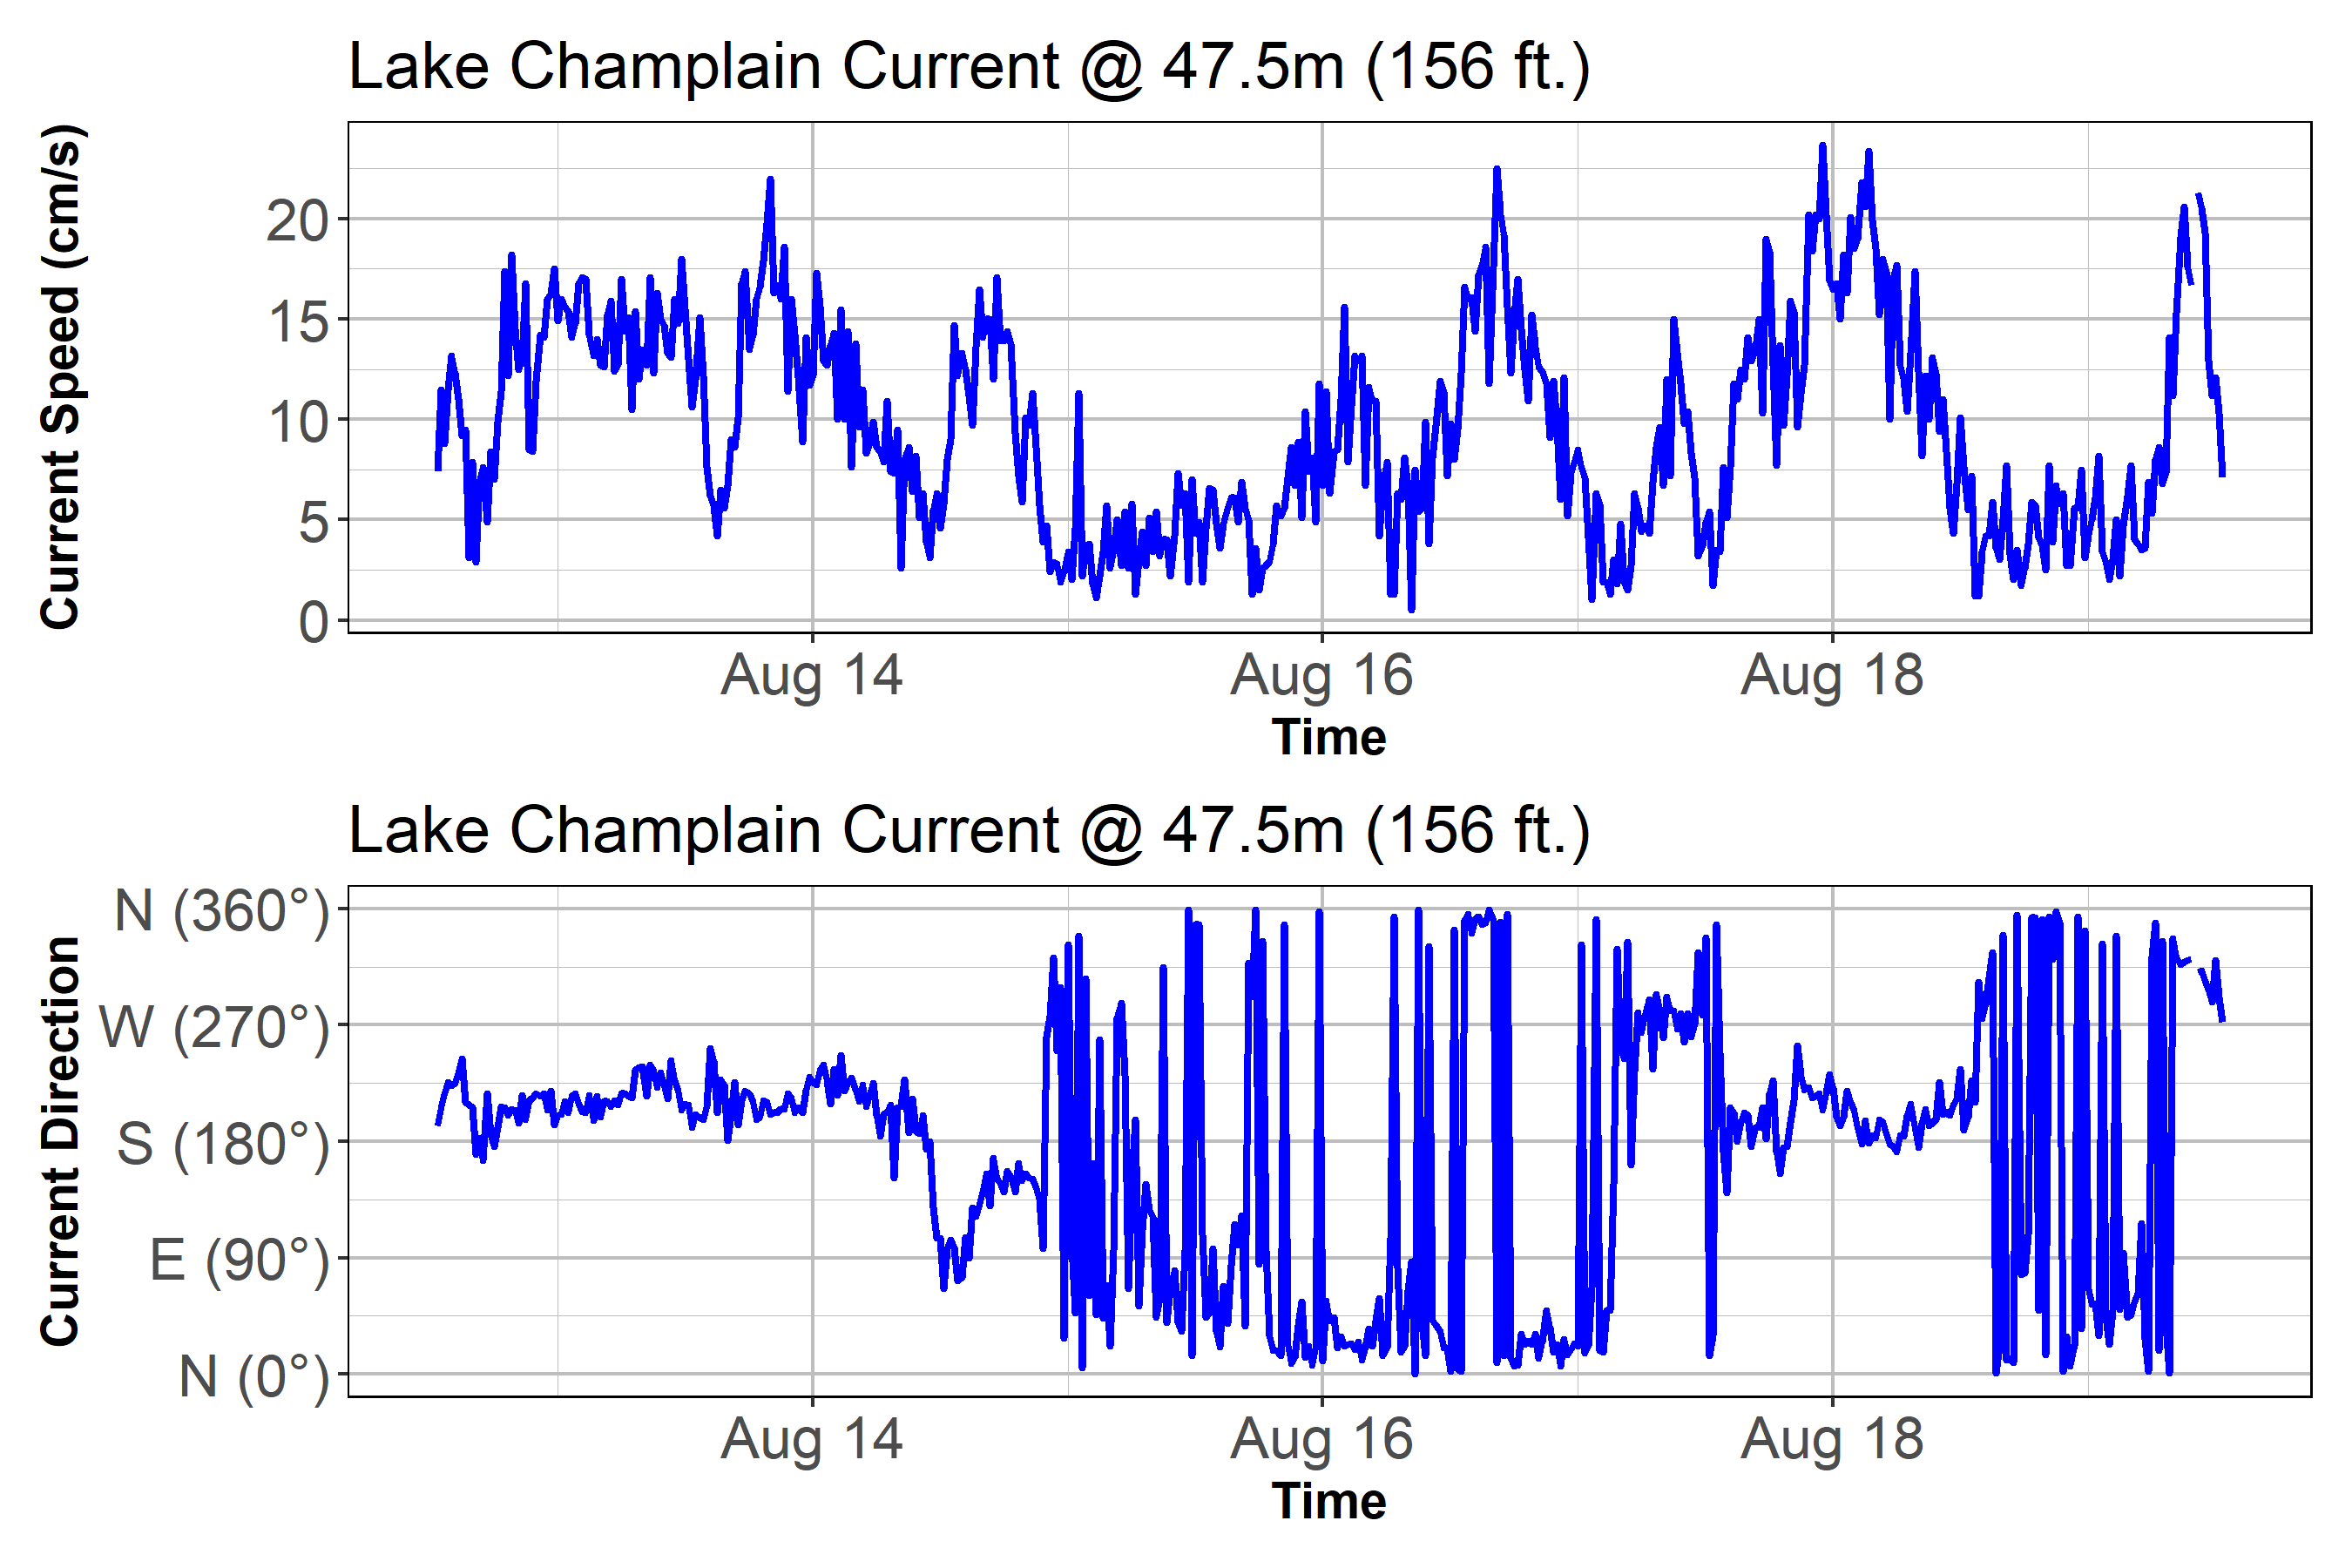 Lake Champlain Current @ 47.5m (156 ft.)
Current Speed (cm/s)
20
15
10
5
0
Aug 14 Aug 16 Aug 18
Time
Lake Champlain Current @ 47.5m (156 ft.)
Current Direction
N (360°)
W (270°)
S (180°)
E (90°)
N (0°)
Aug 14 Aug 16 Aug 18
Time